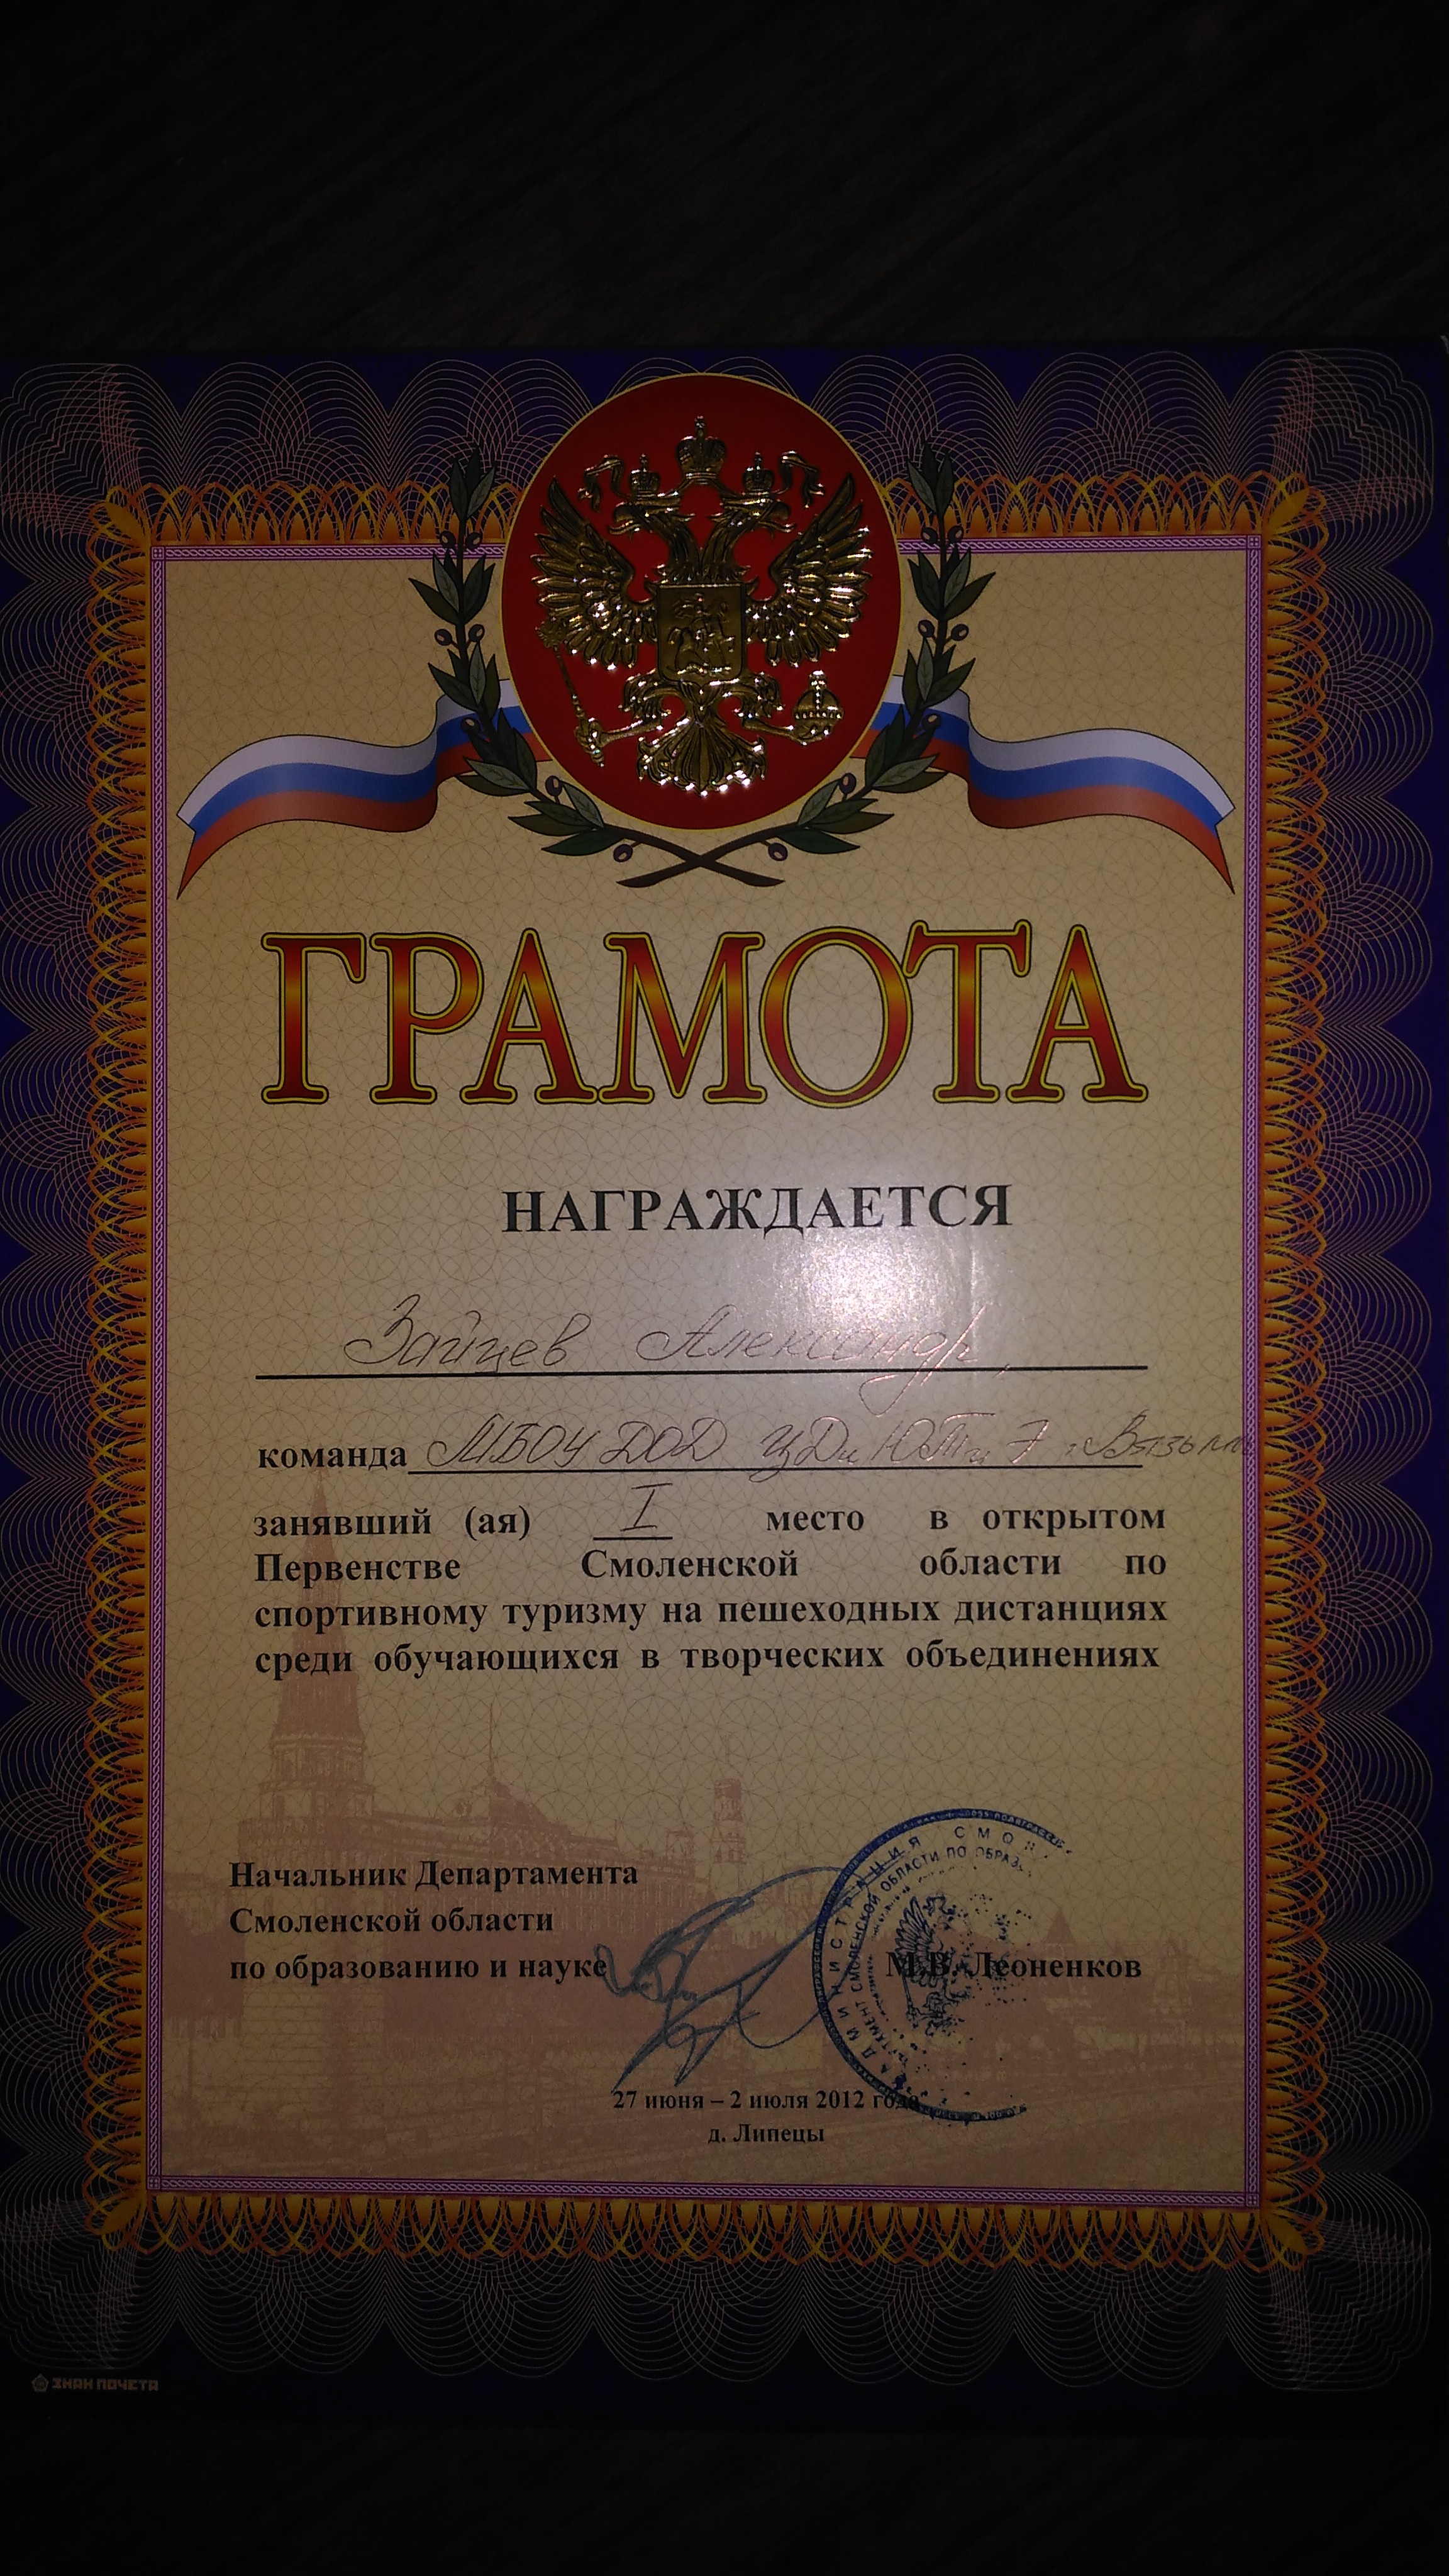 ГРАМОТА
НАГРАЖДАЕТСЯ
Зайцев Александр,
команда МБОУ ДОД ЦДиЮТиЭ г. Вязьмы
занявший (ая) I место в открытом
Первенстве Смоленской области по
спортивному туризму на пешеходных дистанциях
среди обучающихся в творческих объединениях
Начальник Департамента
Смоленской области
по образованию и науке
М.В. Леоненков
27 июня – 2 июля 2012 года
д. Липецы
ЗНАК ПОЧЕТА